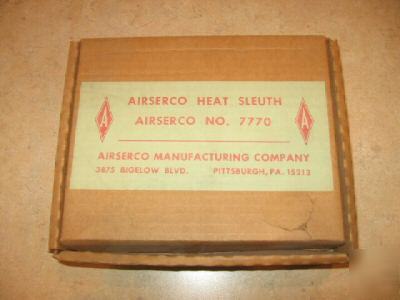 AIRSERCO HEAT SLEUTH
A
AIRSERCO NO. 7770
A
AIRSERCO MANUFACTURING COMPANY
3875 BIGELOW BLVD. PITTSBURGH, PA. 15213